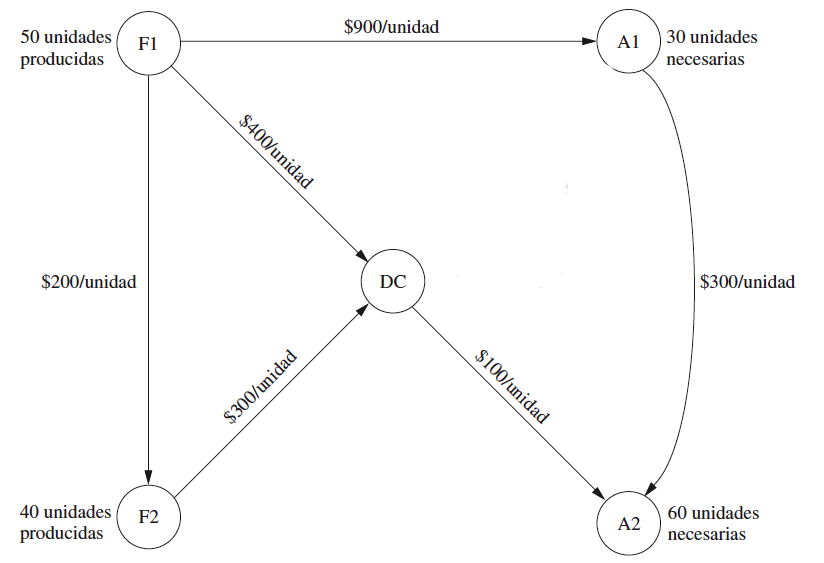 $900/unidad
50 unidades
producidas
F1
A1
30 unidades
necesarias
$400/unidad
$200/unidad
DC
$300/unidad
$300/unidad
$100/unidad
40 unidades
producidas
F2
A2
60 unidades
necesarias